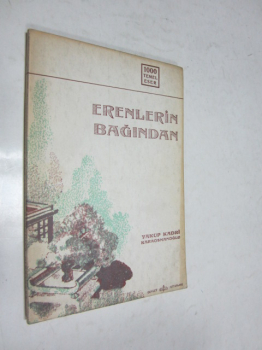 1000
TEMEL
ESER
ERENLERİN
BAĞINDAN
YAKUP KADRİ
KARAOSMANOĞLU